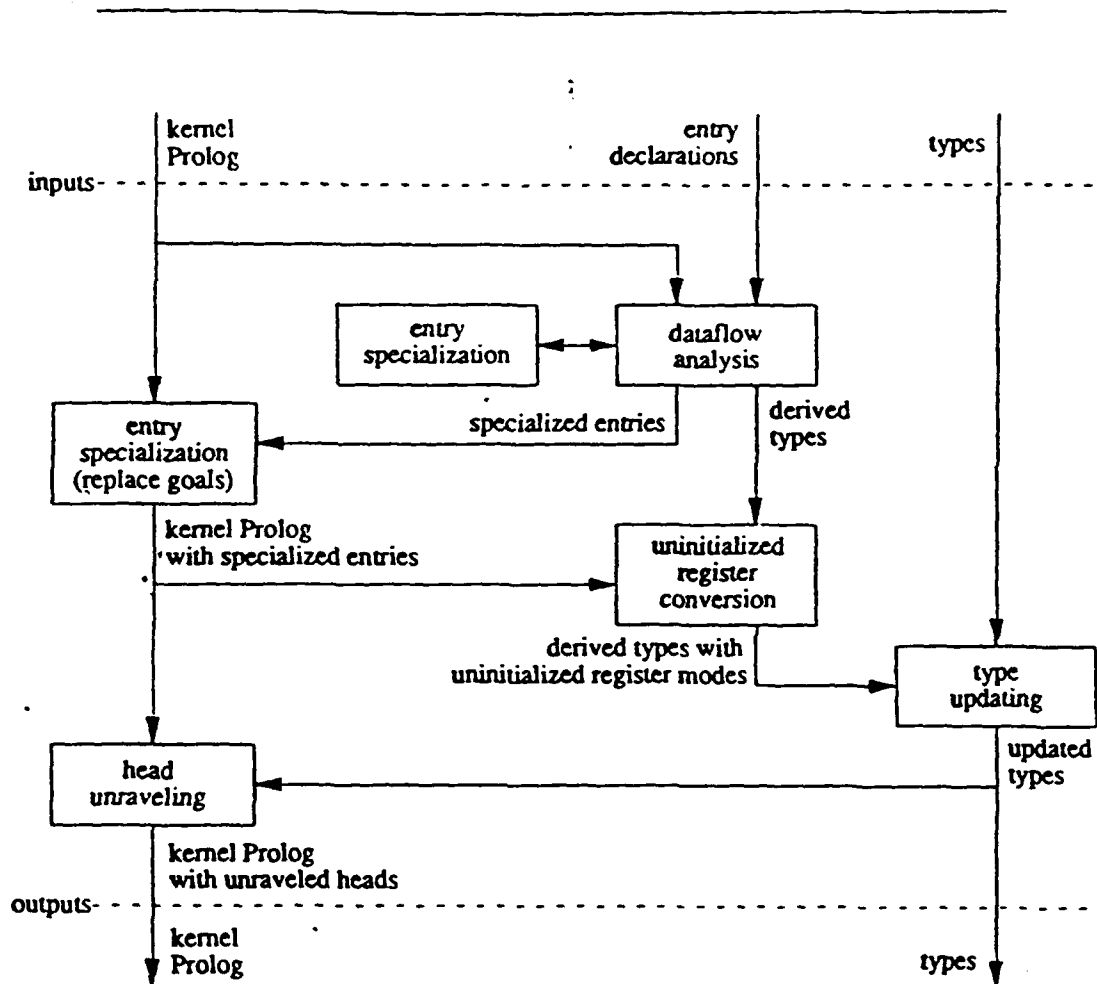 kernel
Prolog
entry
declarations
types
inputs
entry
specialization
dataflow
analysis
specialized entries
derived
types
entry
specialization
(replace goals)
kernel Prolog
with specialized entries
uninitialized
register
conversion
derived types with
uninitialized register modes
type
updating
updated
types
head
unraveling
kernel Prolog
with unraveled heads
outputs
kernel
Prolog
types